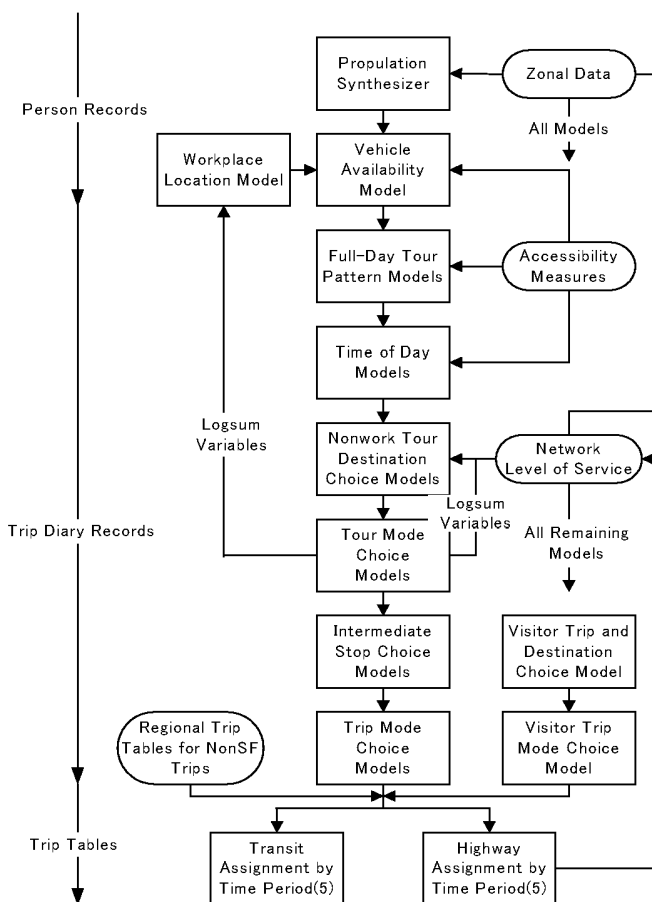 Propulation
Synthesizer
Zonal Data
Person Records
All Models
Workplace
Location Model
Vehicle
Availability
Model
Full-Day Tour
Pattern Models
Accessibility
Measures
Time of Day
Models
Logsum
Variables
Nonwork Tour
Destination
Choice Models
Network
Level of Service
Logsum
Variables
Trip Diary Records
Tour Mode
Choice
Models
All Remaining
Models
Intermediate
Stop Choice
Models
Visitor Trip and
Destination
Choice Model
Regional Trip
Tables for NonSF
Trips
Trip Mode
Choice
Models
Visitor Trip
Mode Choice
Model
Trip Tables
Transit
Assignment by
Time Period(5)
Highway
Assignment by
Time Period(5)